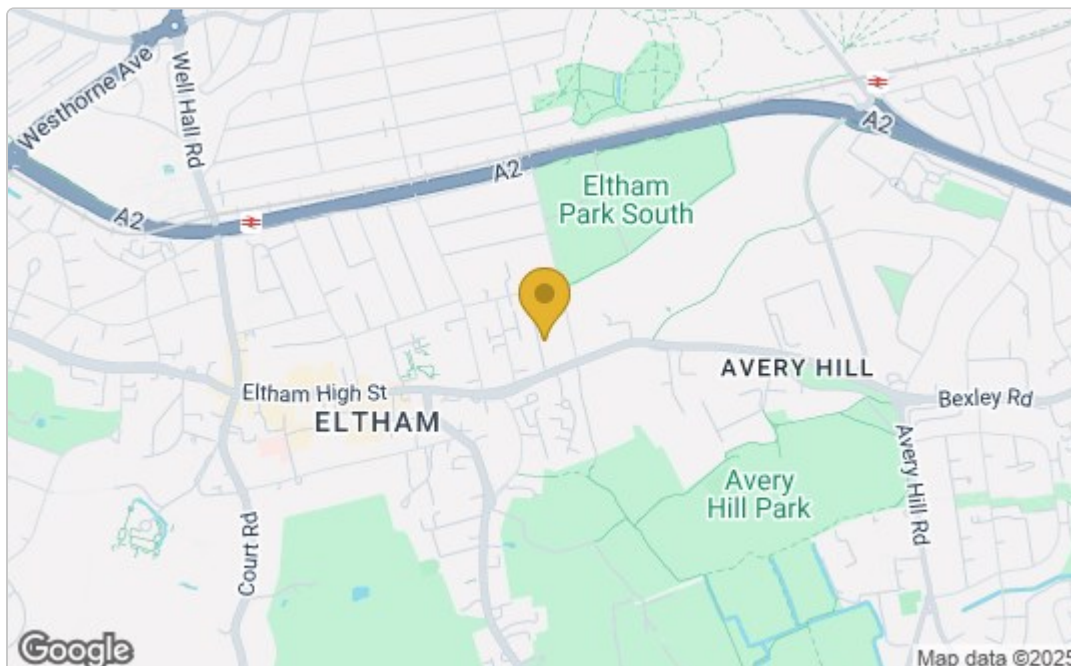 Westhorne Ave
Well Hall Rd
A2
A2
A2
Eltham
Park South
AVERY HILL
Eltham High St
ELTHAM
Bexley Rd
Avery
Hill Park
Avery Hill Rd
Court Rd
Google
Map data ©2025